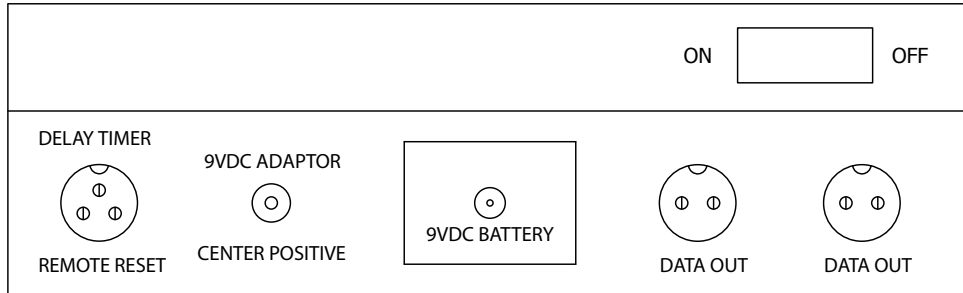 ON
OFF
DELAY TIMER
REMOTE RESET
9VDC ADAPTOR
CENTER POSITIVE
9VDC BATTERY
DATA OUT
DATA OUT